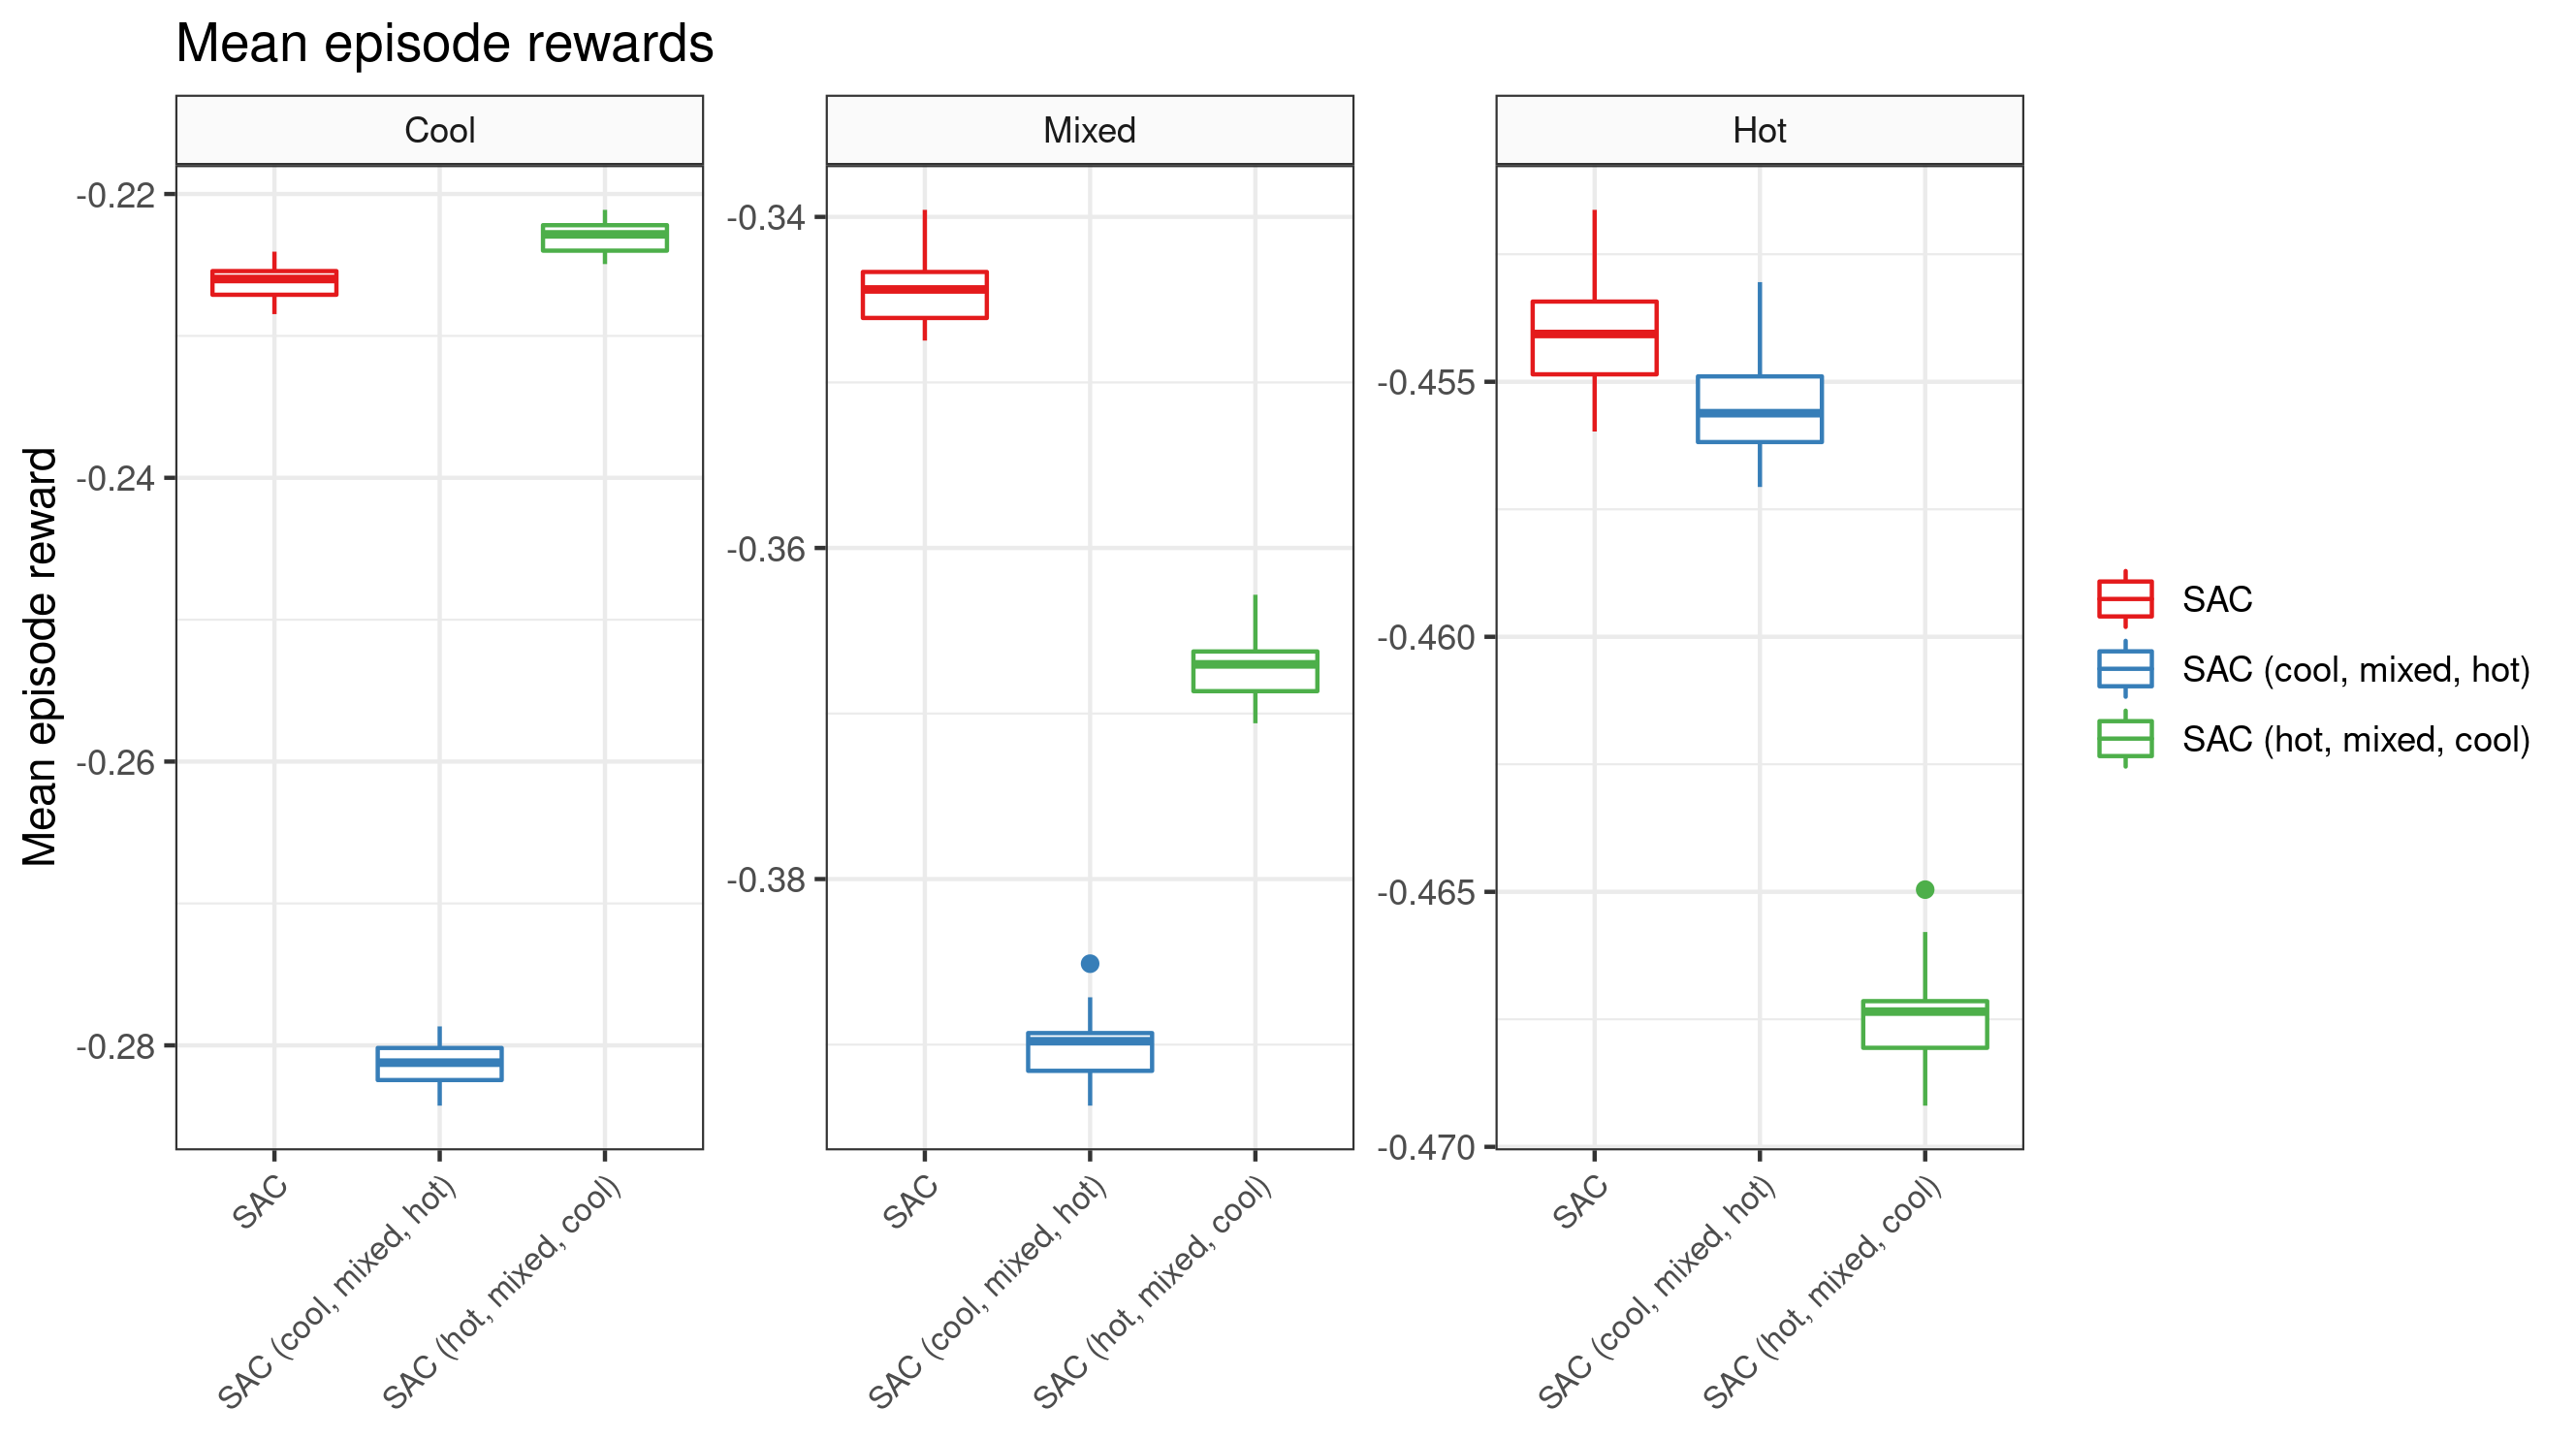 Mean episode rewards
Cool
Mixed
Hot
Mean episode reward
-0.22
-0.24
-0.26
-0.28
-0.34
-0.36
-0.38
-0.455
-0.460
-0.465
-0.470
SAC
SAC (cool, mixed, hot)
SAC (hot, mixed, cool)
SAC
SAC (cool, mixed, hot)
SAC (hot, mixed, cool)
SAC
SAC (cool, mixed, hot)
SAC (hot, mixed, cool)
SAC
SAC (cool, mixed, hot)
SAC (hot, mixed, cool)